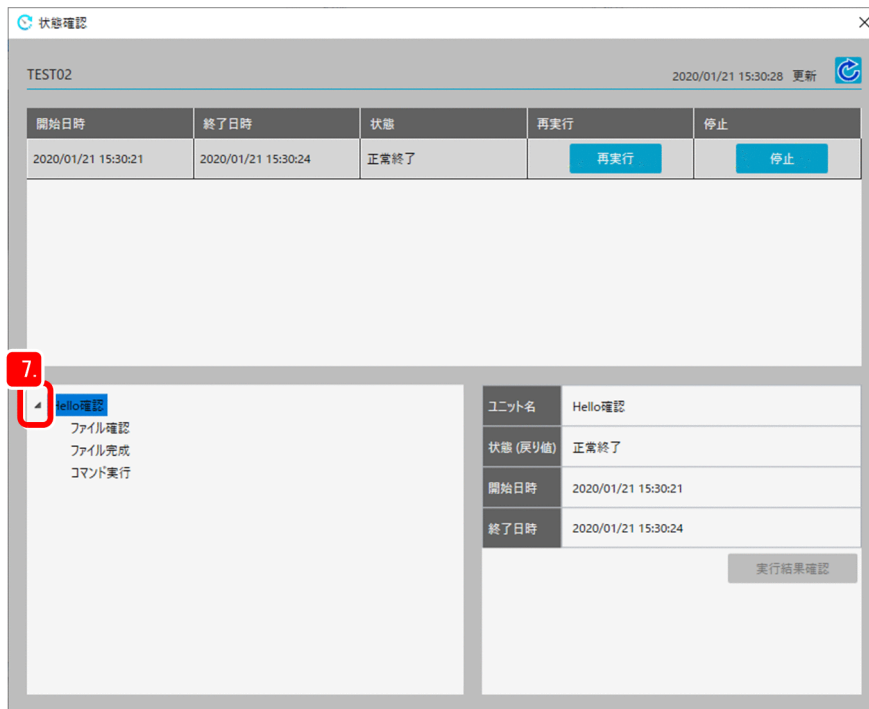 状態確認
TEST02
2020/01/21 15:30:28 更新
開始日時 終了日時 状態 再実行 停止
2020/01/21 15:30:21 2020/01/21 15:30:24 正常終了 再実行 停止
7.
Hello確認
ファイル確認
ファイル完成
コマンド実行
ユニット名 Hello確認
状態 (戻り値) 正常終了
開始日時 2020/01/21 15:30:21
終了日時 2020/01/21 15:30:24
実行結果確認